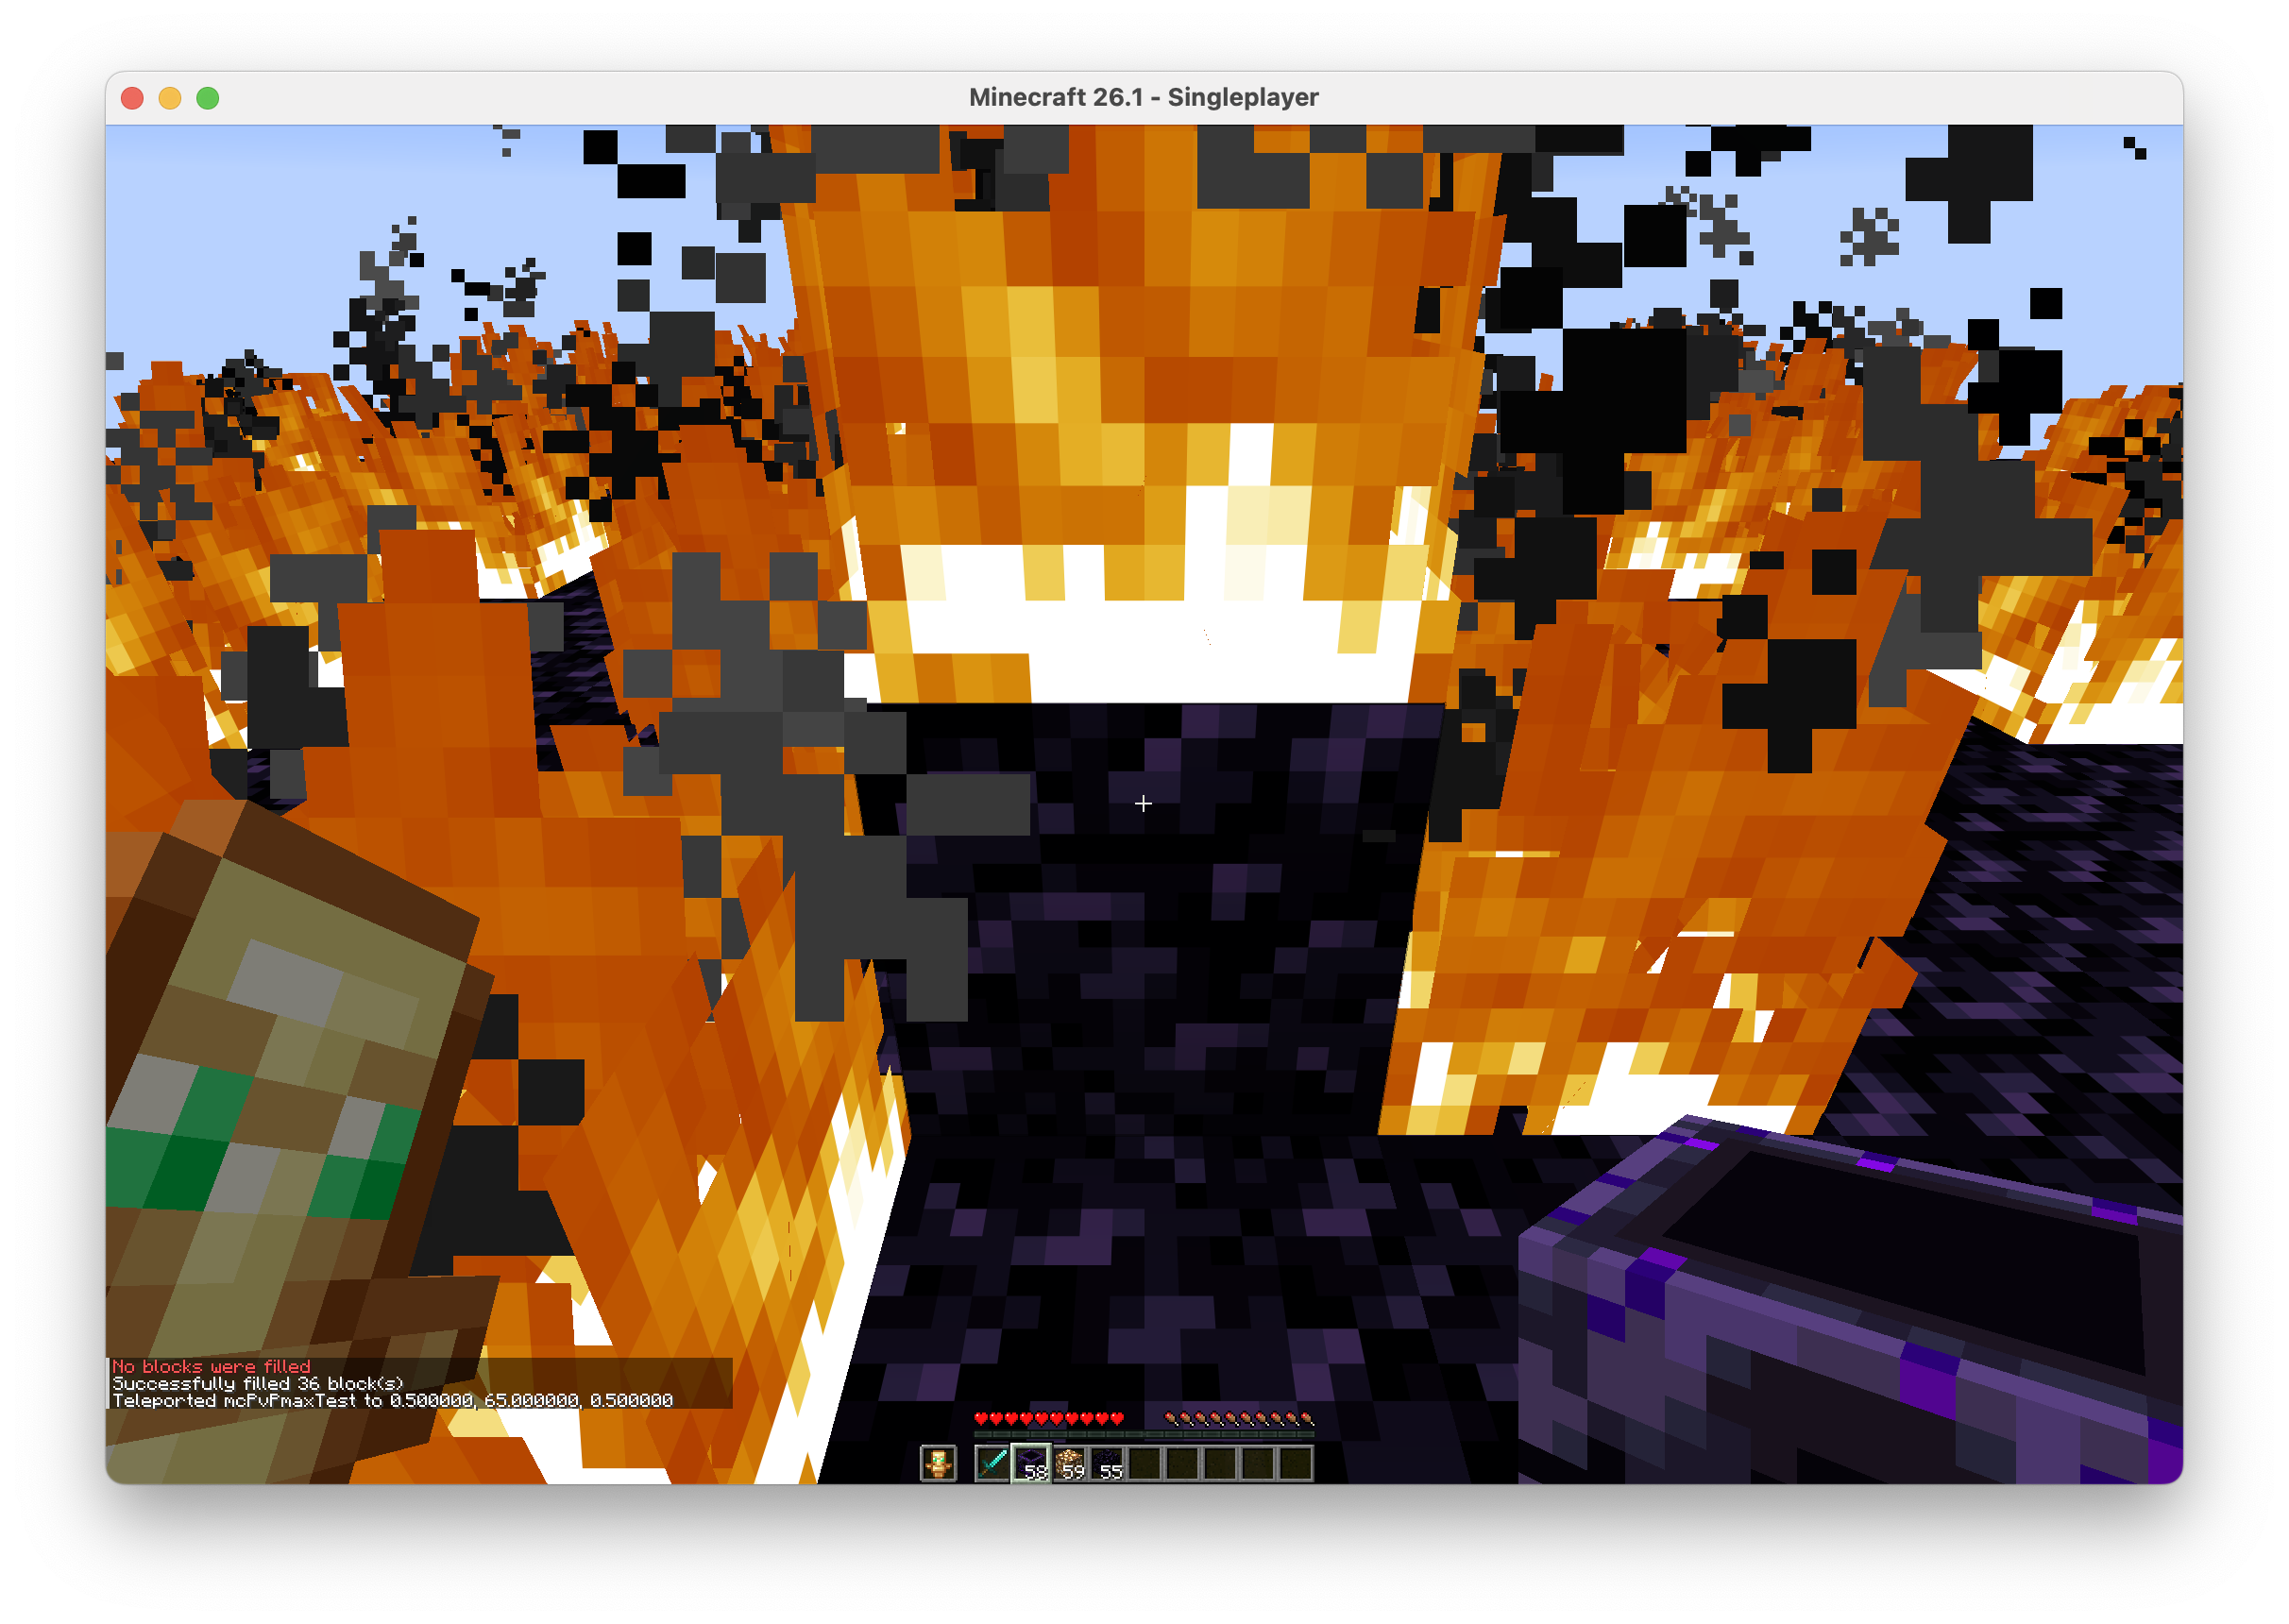 Minecraft 26.1 - Singleplayer
No blocks were filled
Successfully filled 36 block(s)
Teleported mcPvPmaxTest to 0.500000, 65.000000, 0.500000
58 59 55